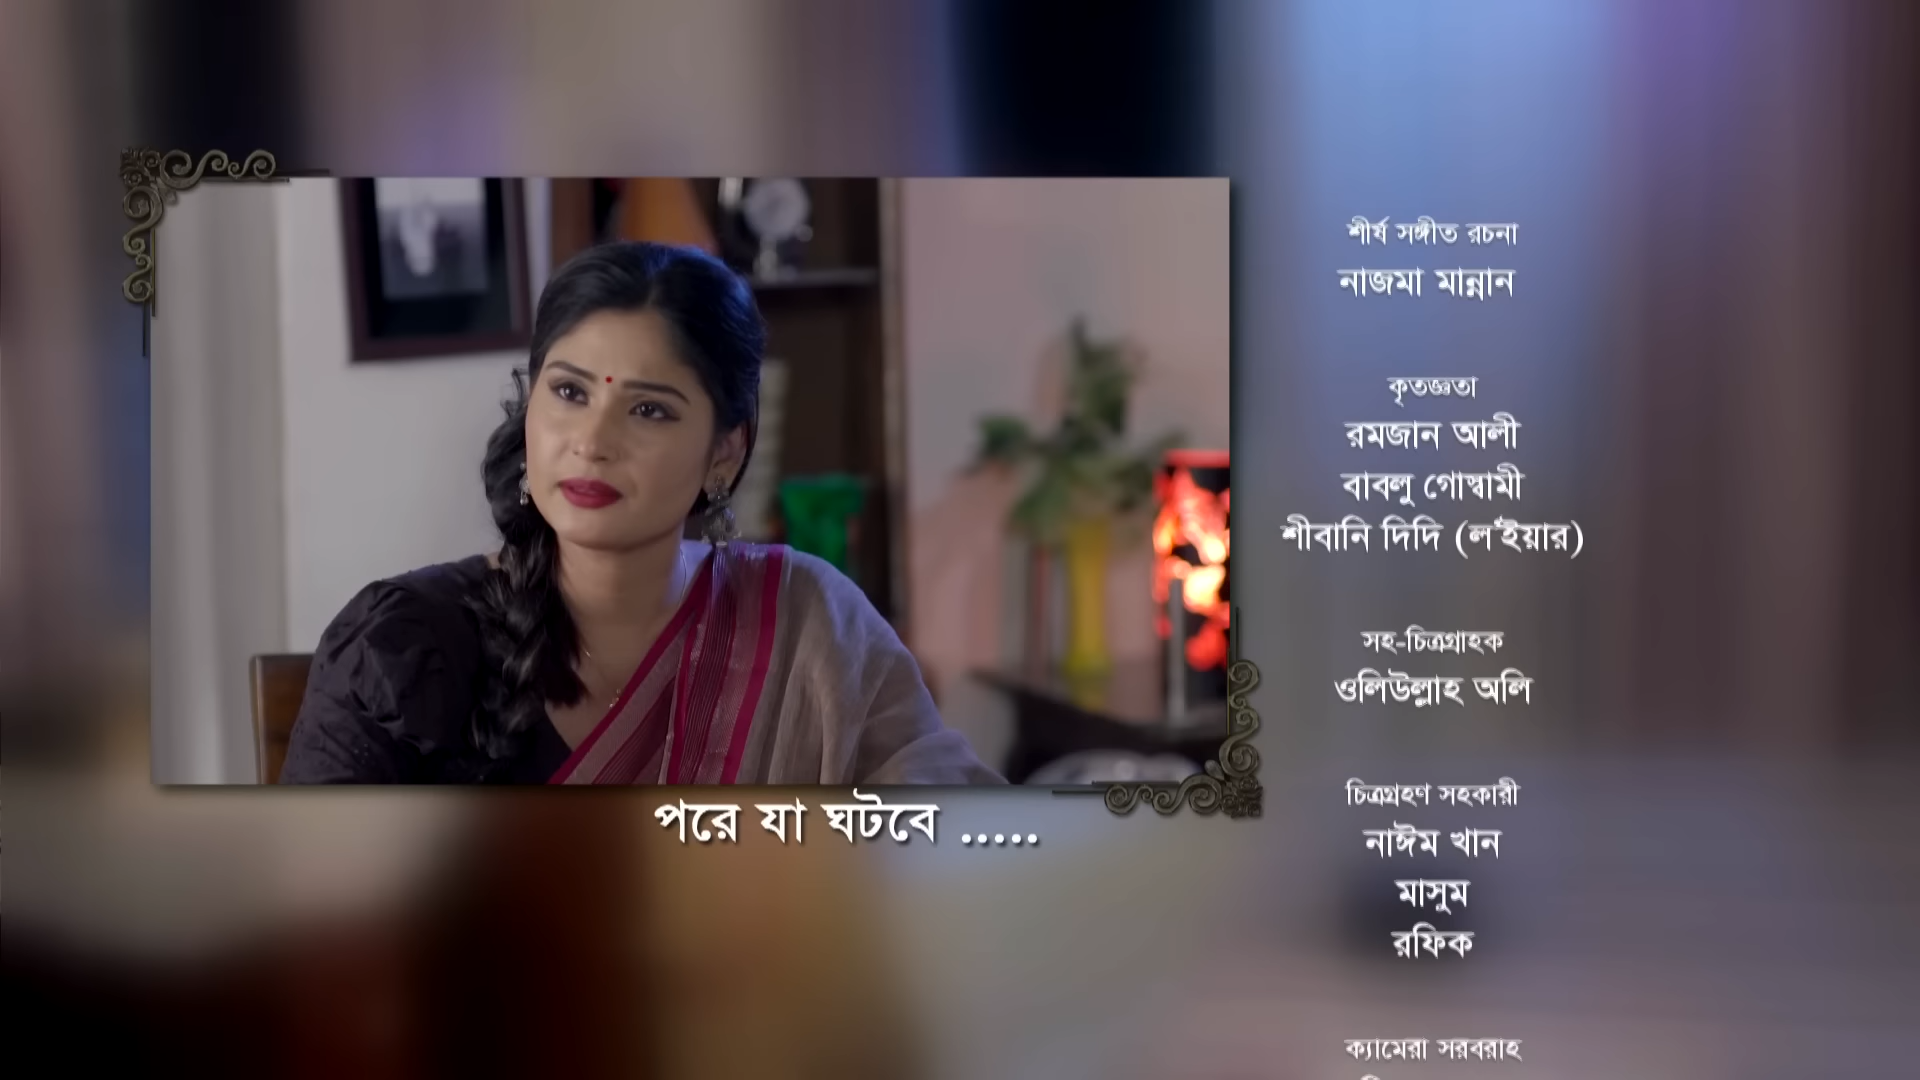 পরে যা ঘটবে .....
শীর্ষ সঙ্গীত রচনা
নাজমা মান্নান
কৃতজ্ঞতা
রমজান আলী
বাবলু গোস্বামী
শীবানি দিদি (ল'ইয়ার)
সহ-চিত্রগ্রাহক
ওলিউল্লাহ অলি
চিত্রগ্রহণ সহকারী
নাঈম খান
মাসুম
রফিক
ক্যামেরা সরবরাহ